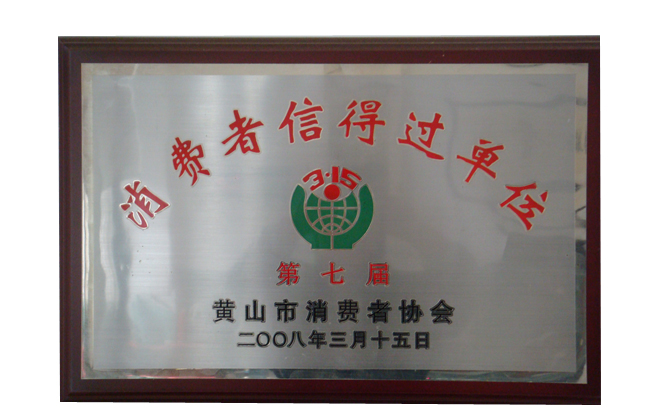 消费者信得过单位
3·15
第七届
黄山市消费者协会
二〇〇八年三月十五日